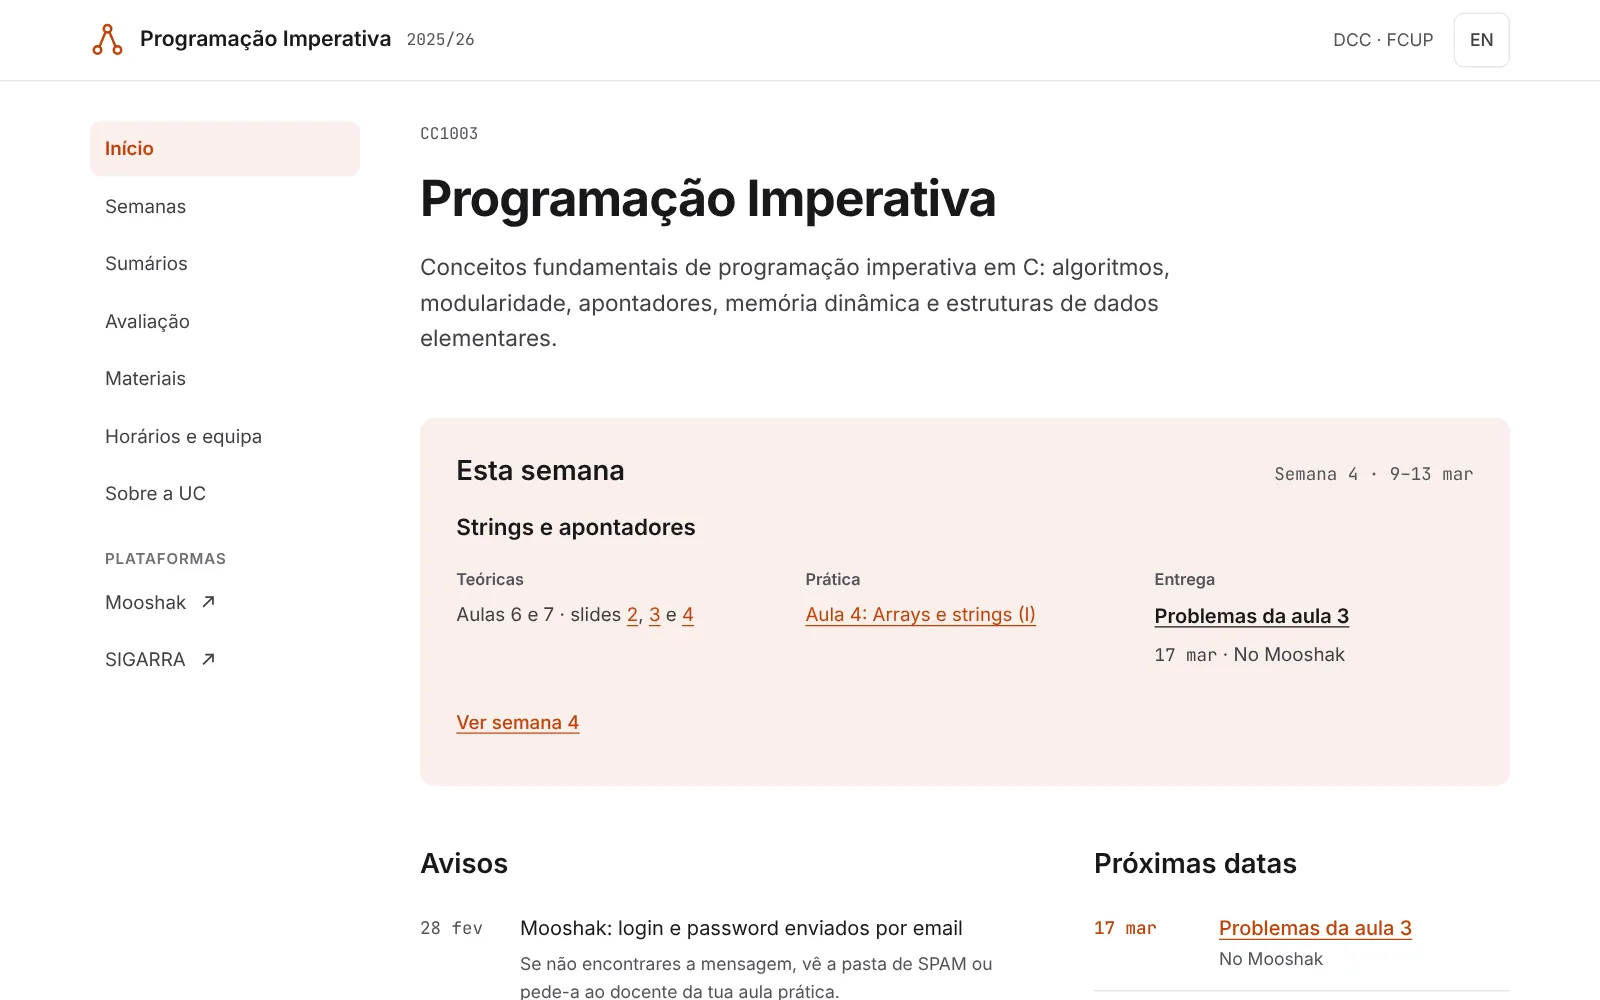 Programação Imperativa 2025/26
DCC · FCUP
EN
Início
Semanas
Sumários
Avaliação
Materiais
Horários e equipa
Sobre a UC
PLATAFORMAS
Mooshak ↗
SIGARRA ↗
CC1003
Programação Imperativa
Conceitos fundamentais de programação imperativa em C: algoritmos,
modularidade, apontadores, memória dinâmica e estruturas de dados
elementares.
Esta semana
Semana 4 · 9–13 mar
Strings e apontadores
Teóricas
Aulas 6 e 7 · slides 2, 3 e 4
Prática
Aula 4: Arrays e strings (I)
Entrega
Problemas da aula 3
17 mar · No Mooshak
Ver semana 4
Avisos
28 fev
Mooshak: login e password enviados por email
Se não encontrares a mensagem, vê a pasta de SPAM ou
pede-a ao docente da tua aula prática.
Próximas datas
17 mar
Problemas da aula 3
No Mooshak